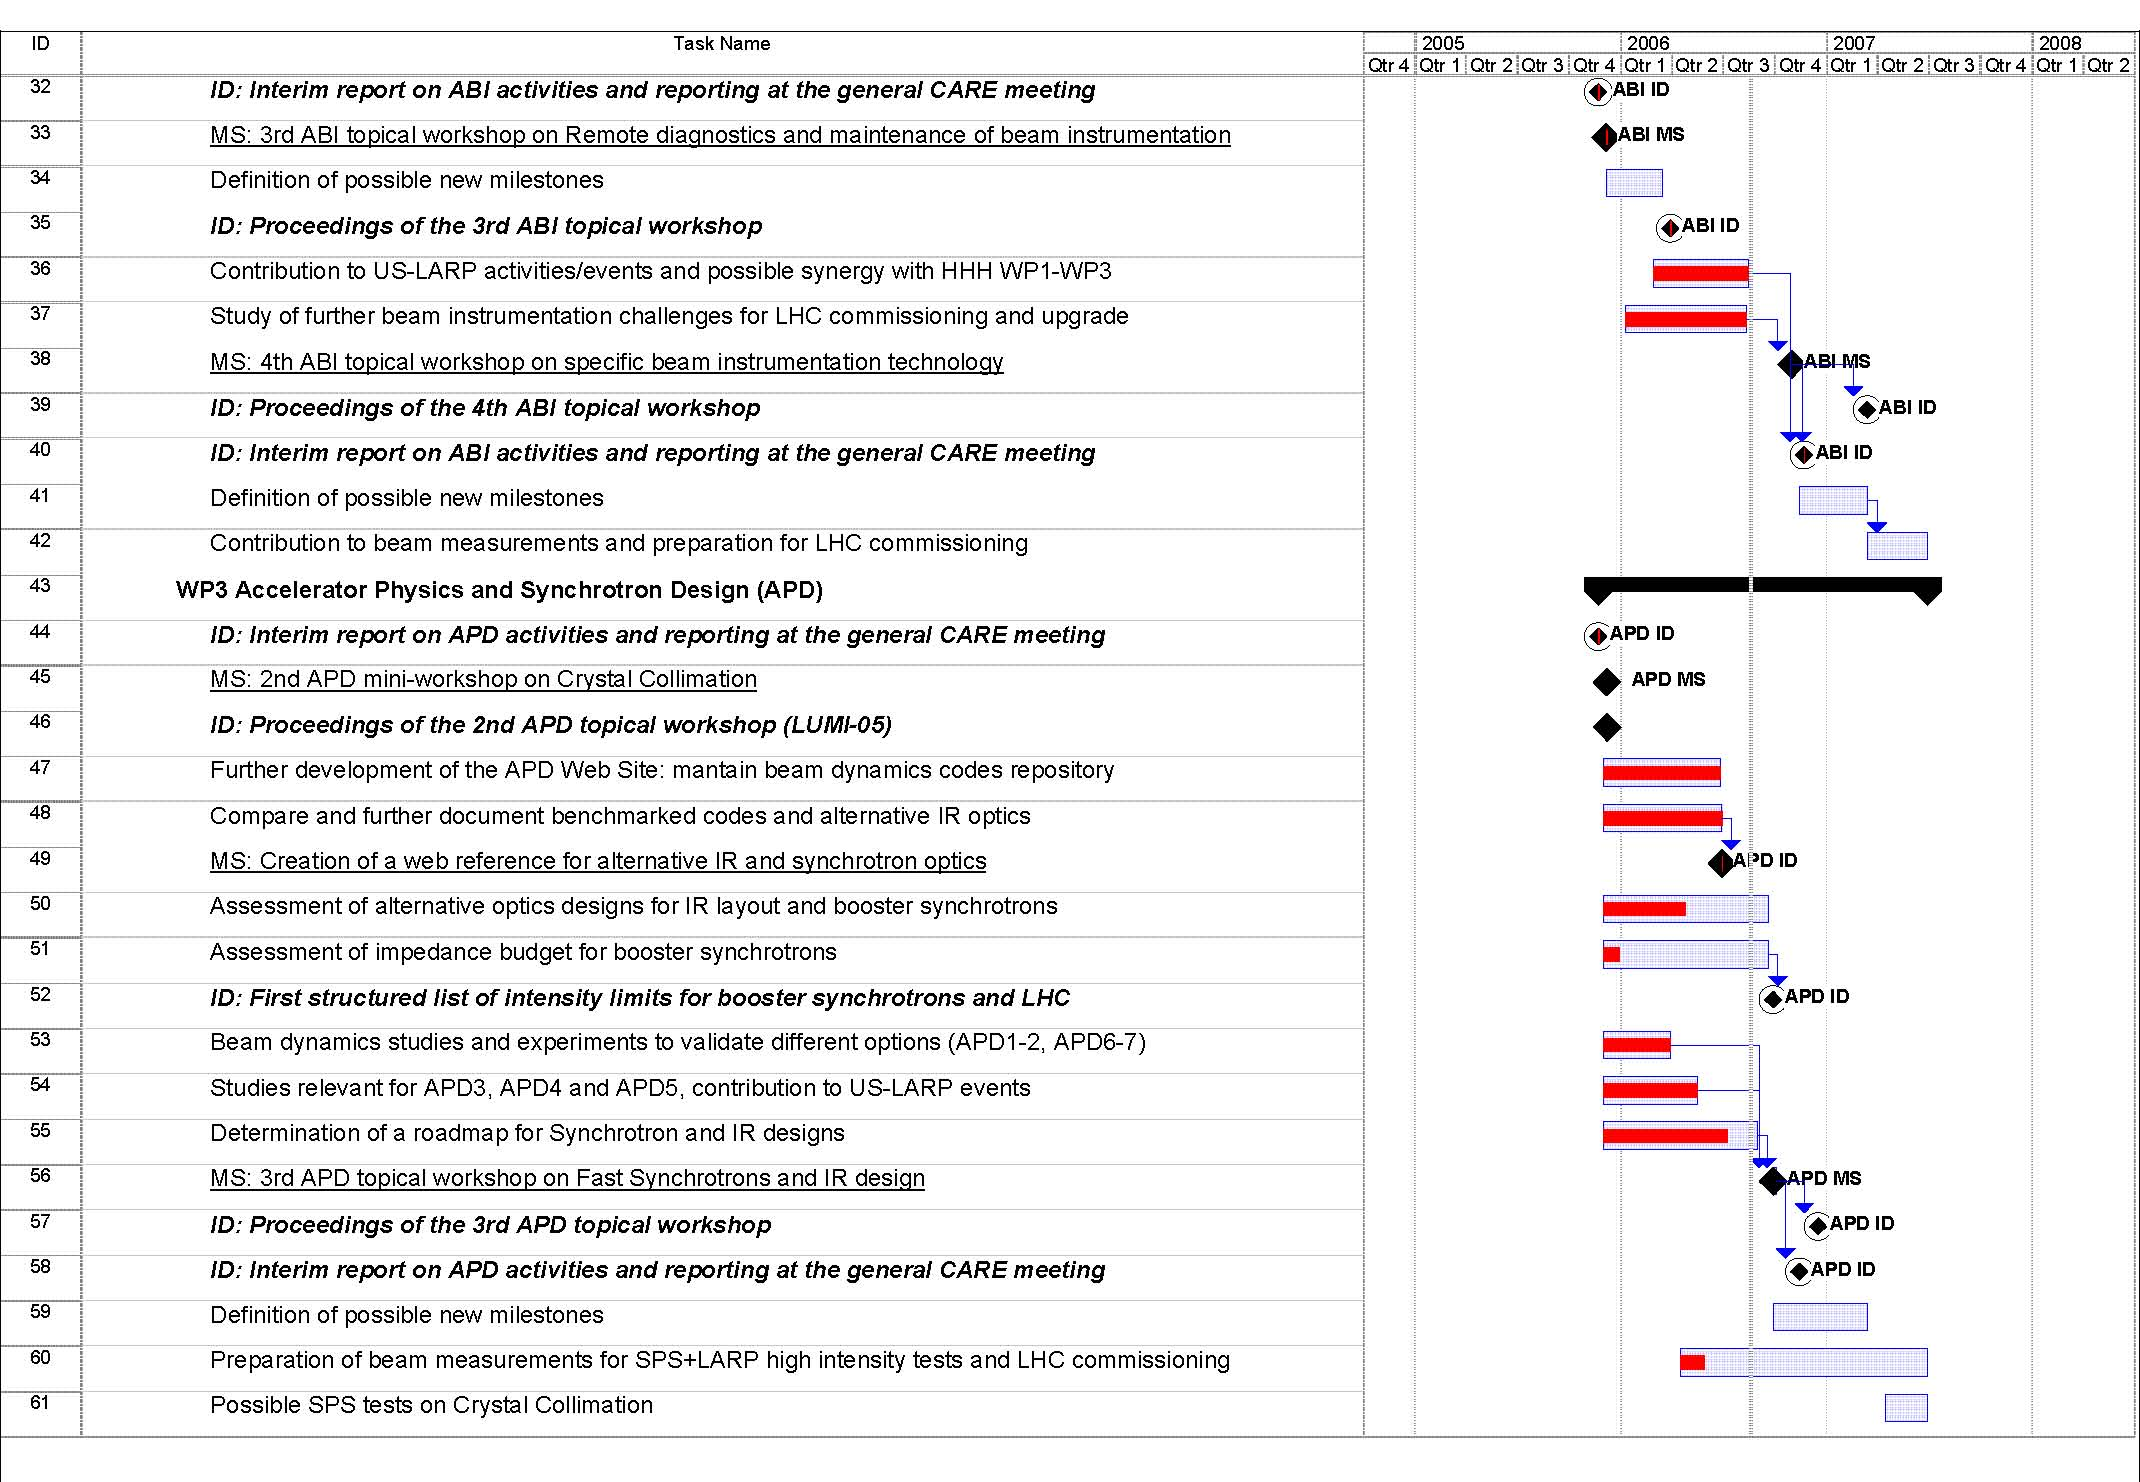 ID Task Name 2005 2006 2007 2008
Qtr 4 Qtr 1 Qtr 2 Qtr 3 Qtr 4 Qtr 1 Qtr 2 Qtr 3 Qtr 4 Qtr 1 Qtr 2 Qtr 3 Qtr 4 Qtr 1 Qtr 2
32 ID: Interim report on ABI activities and reporting at the general CARE meeting ABI ID
33 MS: 3rd ABI topical workshop on Remote diagnostics and maintenance of beam instrumentation ABI MS
34 Definition of possible new milestones
35 ID: Proceedings of the 3rd ABI topical workshop ABI ID
36 Contribution to US-LARP activities/events and possible synergy with HHH WP1-WP3
37 Study of further beam instrumentation challenges for LHC commissioning and upgrade
38 MS: 4th ABI topical workshop on specific beam instrumentation technology ABI MS
39 ID: Proceedings of the 4th ABI topical workshop ABI ID
40 ID: Interim report on ABI activities and reporting at the general CARE meeting ABI ID
41 Definition of possible new milestones
42 Contribution to beam measurements and preparation for LHC commissioning
43 WP3 Accelerator Physics and Synchrotron Design (APD)
44 ID: Interim report on APD activities and reporting at the general CARE meeting APD ID
45 MS: 2nd APD mini-workshop on Crystal Collimation APD MS
46 ID: Proceedings of the 2nd APD topical workshop (LUMI-05)
47 Further development of the APD Web Site: mantain beam dynamics codes repository
48 Compare and further document benchmarked codes and alternative IR optics
49 MS: Creation of a web reference for alternative IR and synchrotron optics APD ID
50 Assessment of alternative optics designs for IR layout and booster synchrotrons
51 Assessment of impedance budget for booster synchrotrons
52 ID: First structured list of intensity limits for booster synchrotrons and LHC APD ID
53 Beam dynamics studies and experiments to validate different options (APD1-2, APD6-7)
54 Studies relevant for APD3, APD4 and APD5, contribution to US-LARP events
55 Determination of a roadmap for Synchrotron and IR designs
56 MS: 3rd APD topical workshop on Fast Synchrotrons and IR design APD MS
57 ID: Proceedings of the 3rd APD topical workshop APD ID
58 ID: Interim report on APD activities and reporting at the general CARE meeting APD ID
59 Definition of possible new milestones
60 Preparation of beam measurements for SPS+LARP high intensity tests and LHC commissioning
61 Possible SPS tests on Crystal Collimation